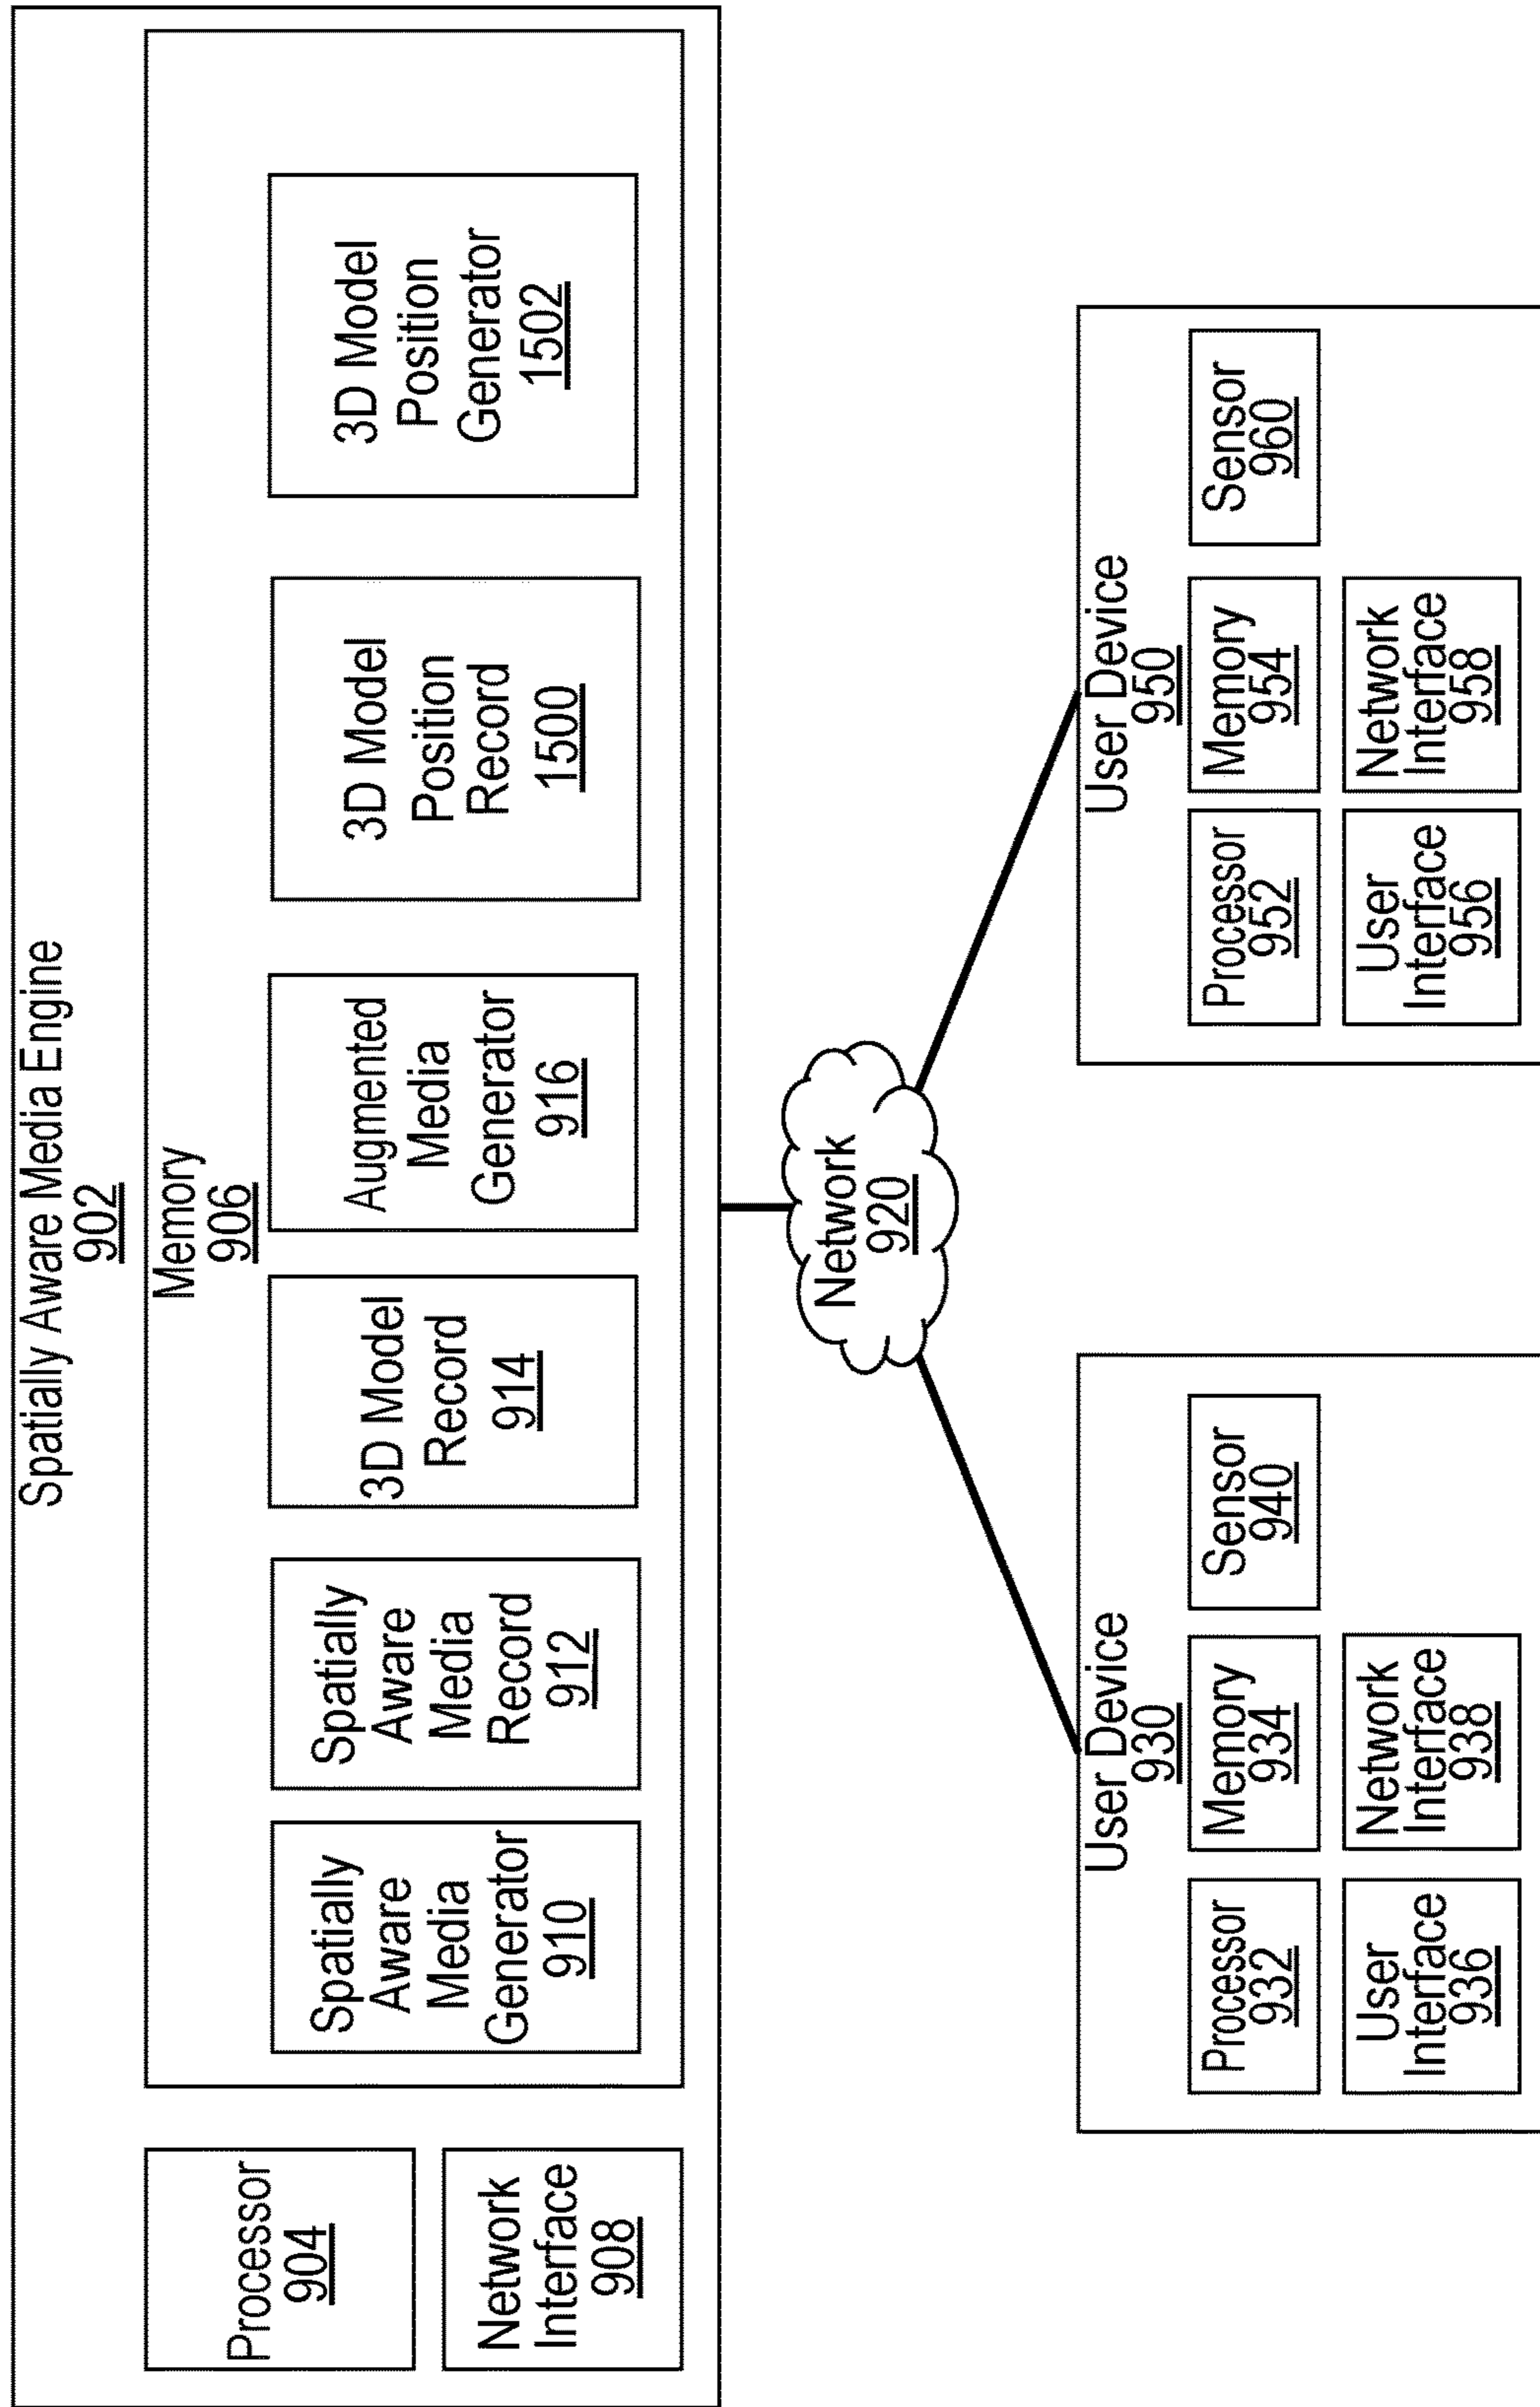 Spatially Aware Media Engine
902
Processor
904
Network
Interface
908
Memory
906
Spatially
Aware
Media
Generator
910
Spatially
Aware
Media
Record
912
3D Model
Record
914
Augmented
Media
Generator
916
3D Model
Position
Record
1500
3D Model
Position
Generator
1502
Network
920
User Device
930
Processor
932
Memory
934
Sensor
940
User
Interface
936
Network
Interface
938
User Device
950
Processor
952
Memory
954
Sensor
960
User
Interface
956
Network
Interface
958